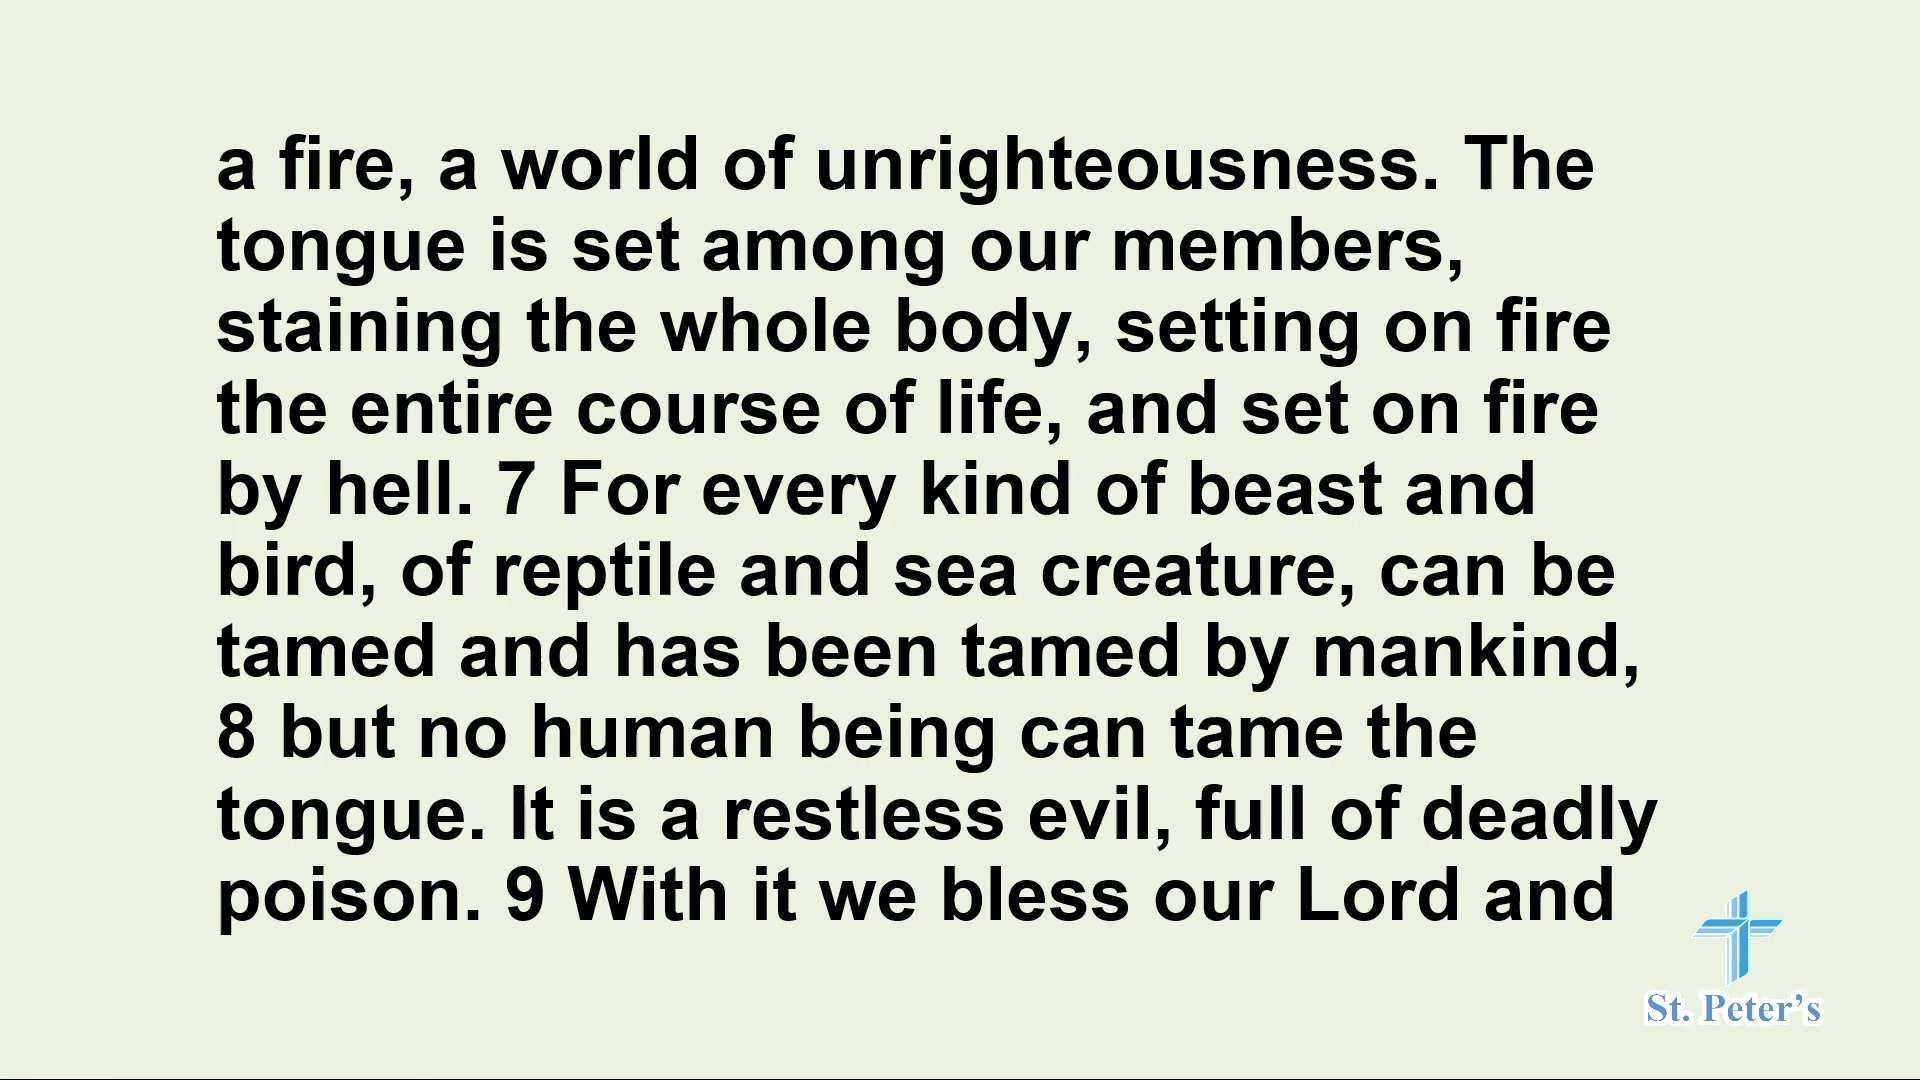 a fire, a world of unrighteousness. The
tongue is set among our members,
staining the whole body, setting on fire
the entire course of life, and set on fire
by hell. 7 For every kind of beast and
bird, of reptile and sea creature, can be
tamed and has been tamed by mankind,
8 but no human being can tame the
tongue. It is a restless evil, full of deadly
poison. 9 With it we bless our Lord and
St. Peter’s